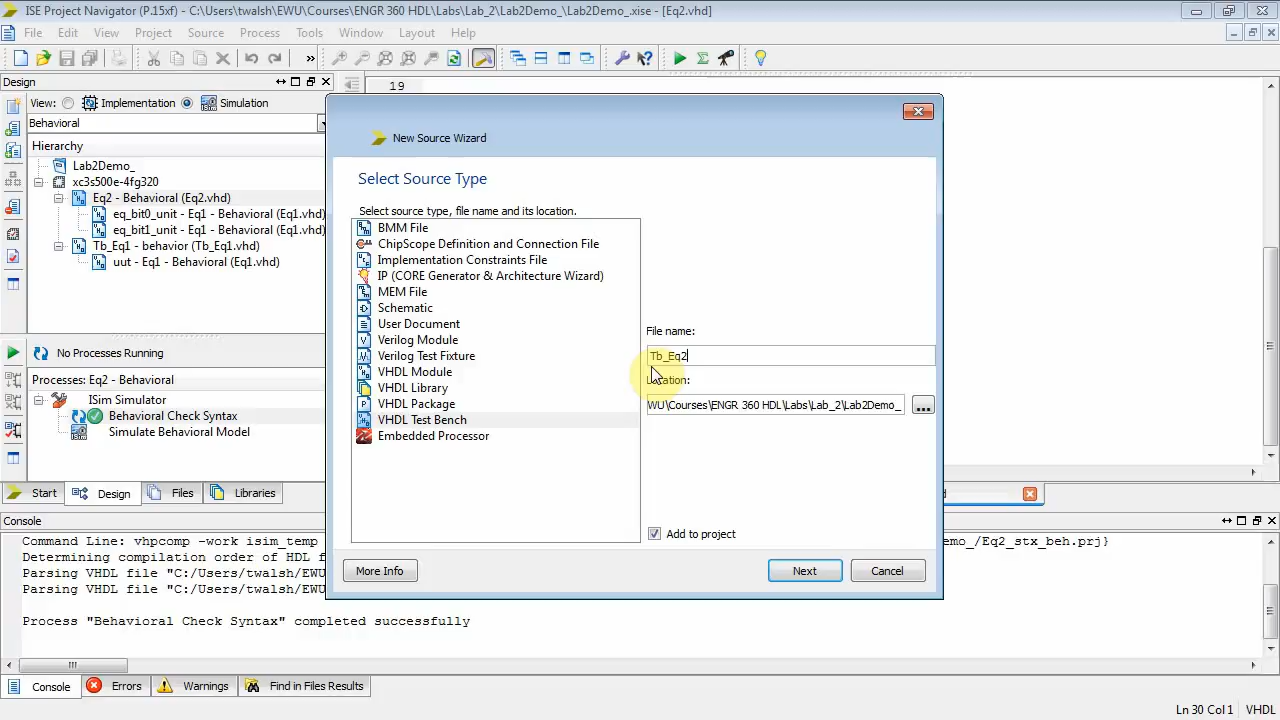 ISE Project Navigator (P.15xf) - C:\Users\twalsh\EWU\Courses\ENGR 360 HDL\Labs\Lab_2\Lab2Demo_\Lab2Demo_.xise - [Eq2.vhd]
File Edit View Project Source Process Tools Window Layout Help
Design
19
View: Implementation Simulation
Behavioral
Hierarchy
Lab2Demo_
xc3s500e-4fg320
Eq2 - Behavioral (Eq2.vhd)
eq_bit0_unit - Eq1 - Behavioral (Eq1.vhd)
eq_bit1_unit - Eq1 - Behavioral (Eq1.vhd)
Tb_Eq1 - behavior (Tb_Eq1.vhd)
uut - Eq1 - Behavioral (Eq1.vhd)
No Processes Running
Processes: Eq2 - Behavioral
ISim Simulator
Behavioral Check Syntax
Simulate Behavioral Model
Start Design Files Libraries
New Source Wizard
Select Source Type
Select source type, file name and its location.
BMM File
ChipScope Definition and Connection File
Implementation Constraints File
IP (CORE Generator & Architecture Wizard)
MEM File
Schematic
User Document
Verilog Module
Verilog Test Fixture
VHDL Module
VHDL Library
VHDL Package
VHDL Test Bench
Embedded Processor
File name:
Tb_Eq2
Location:
WU\Courses\ENGR 360 HDL\Labs\Lab_2\Lab2Demo_
...
Add to project
More Info Next Cancel
Console
Command Line: vhpcomp -work isim_temp
emo_/Eq2_stx_beh.prj}
Determining compilation order of HDL f
Parsing VHDL file "C:/Users/twalsh/EWU
Parsing VHDL file "C:/Users/twalsh/EWU
Process "Behavioral Check Syntax" completed successfully
Console Errors Warnings Find in Files Results
Ln 30 Col 1 VHDL